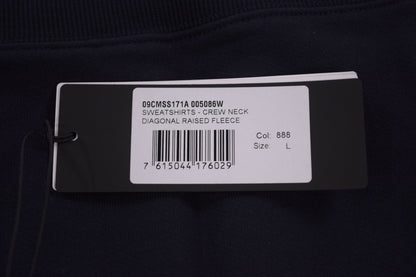 09CMSS171A 005086W
SWEATSHIRTS - CREW NECK
DIAGONAL RAISED FLEECE
Col: 888
Size: L
7 615044 176029